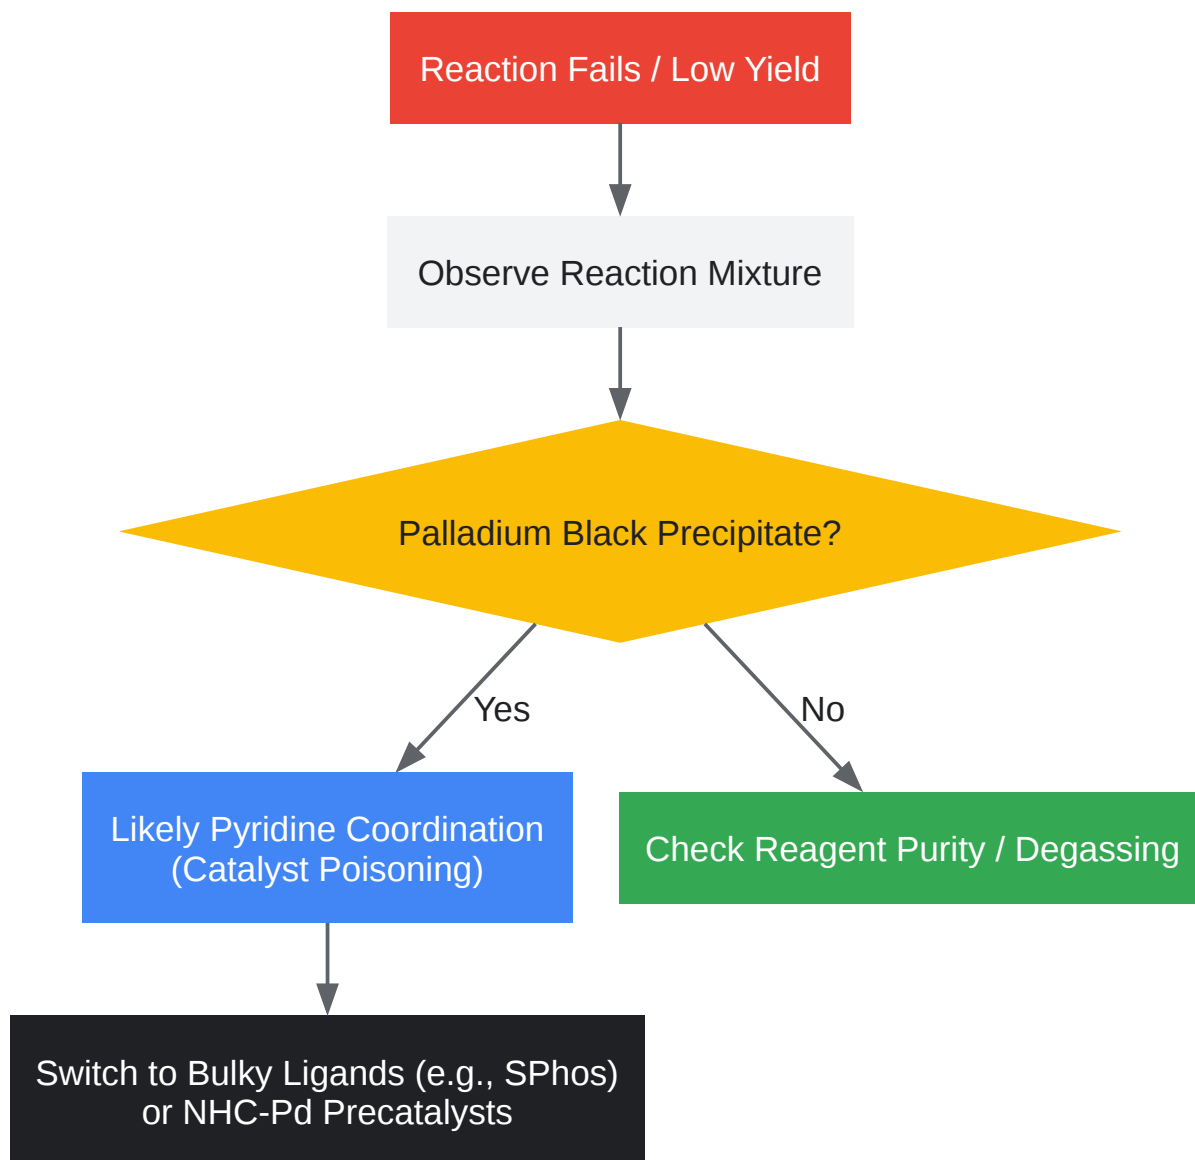 Reaction Fails / Low Yield
Observe Reaction Mixture
Palladium Black Precipitate?
Yes
No
Likely Pyridine Coordination
(Catalyst Poisoning)
Check Reagent Purity / Degassing
Switch to Bulky Ligands (e.g., SPhos)
or NHC-Pd Precatalysts